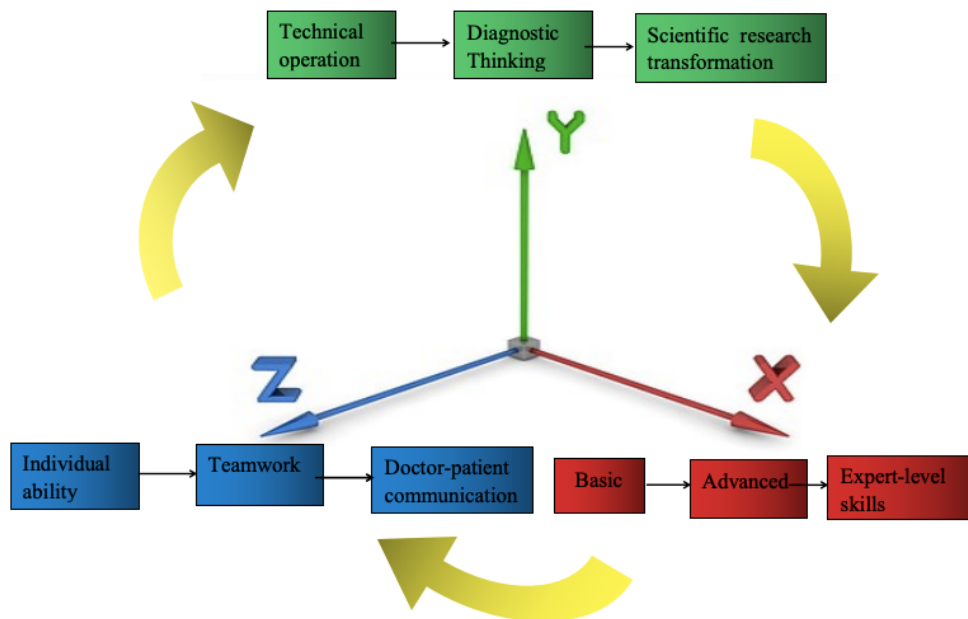 Technical
operation
Diagnostic
Thinking
Scientific research
transformation
Y
Z
X
Individual
ability
Teamwork
Doctor-patient
communication
Basic
Advanced
Expert-level
skills